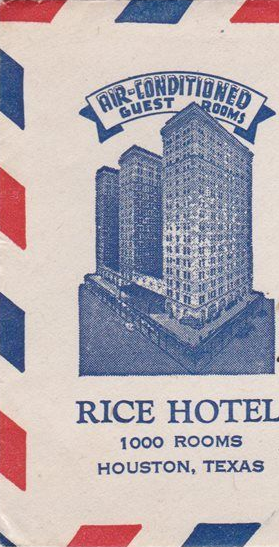 AIR-CONDITIONED
GUEST ROOMS
RICE HOTEL
1000 ROOMS
HOUSTON, TEXAS